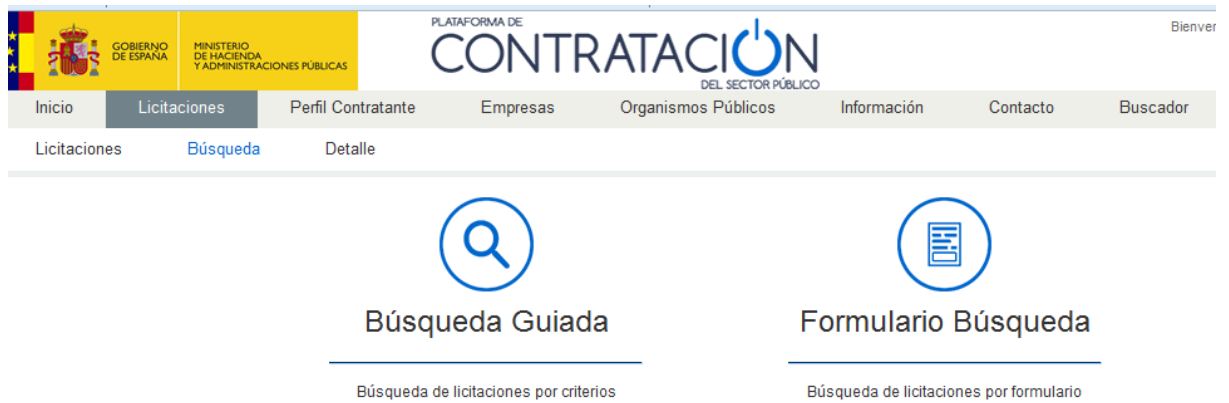 GOBIERNO
DE ESPAÑA
MINISTERIO
DE HACIENDA
Y ADMINISTRACIONES PÚBLICAS
PLATAFORMA DE
CONTRATACIÓN
DEL SECTOR PÚBLICO
Inicio Licitaciones Perfil Contratante Empresas Organismos Públicos Información Contacto Buscador
Licitaciones Búsqueda Detalle
Búsqueda Guiada Formulario Búsqueda
Búsqueda de licitaciones por criterios Búsqueda de licitaciones por formulario